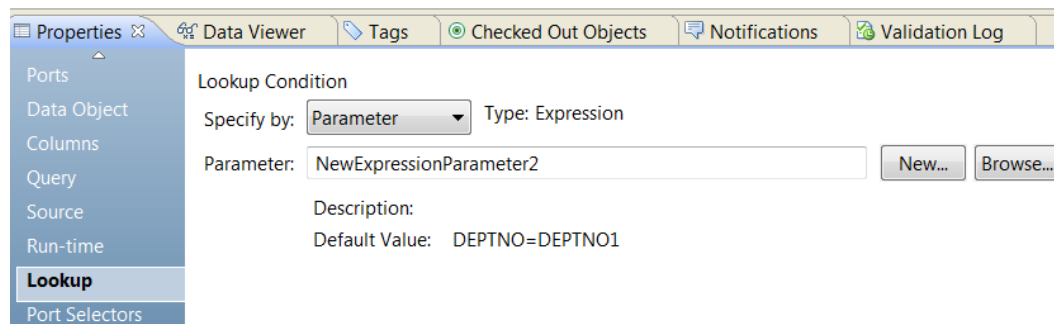 Properties Data Viewer Tags Checked Out Objects Notifications Validation Log
Ports
Data Object
Columns
Query
Source
Run-time
Lookup
Port Selectors
Lookup Condition
Specify by: Parameter Type: Expression
Parameter: NewExpressionParameter2 New... Browse...
Description:
Default Value: DEPTNO=DEPTNO1